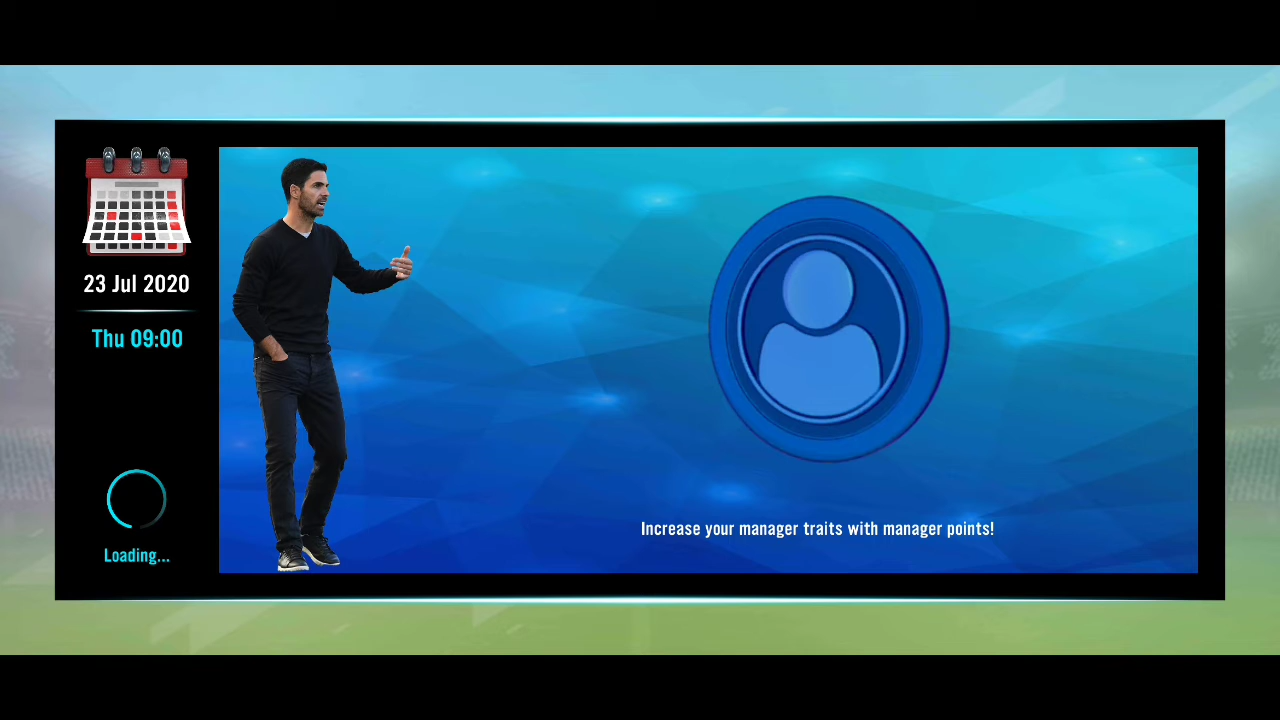 23 Jul 2020
Thu 09:00
Loading...
Increase your manager traits with manager points!